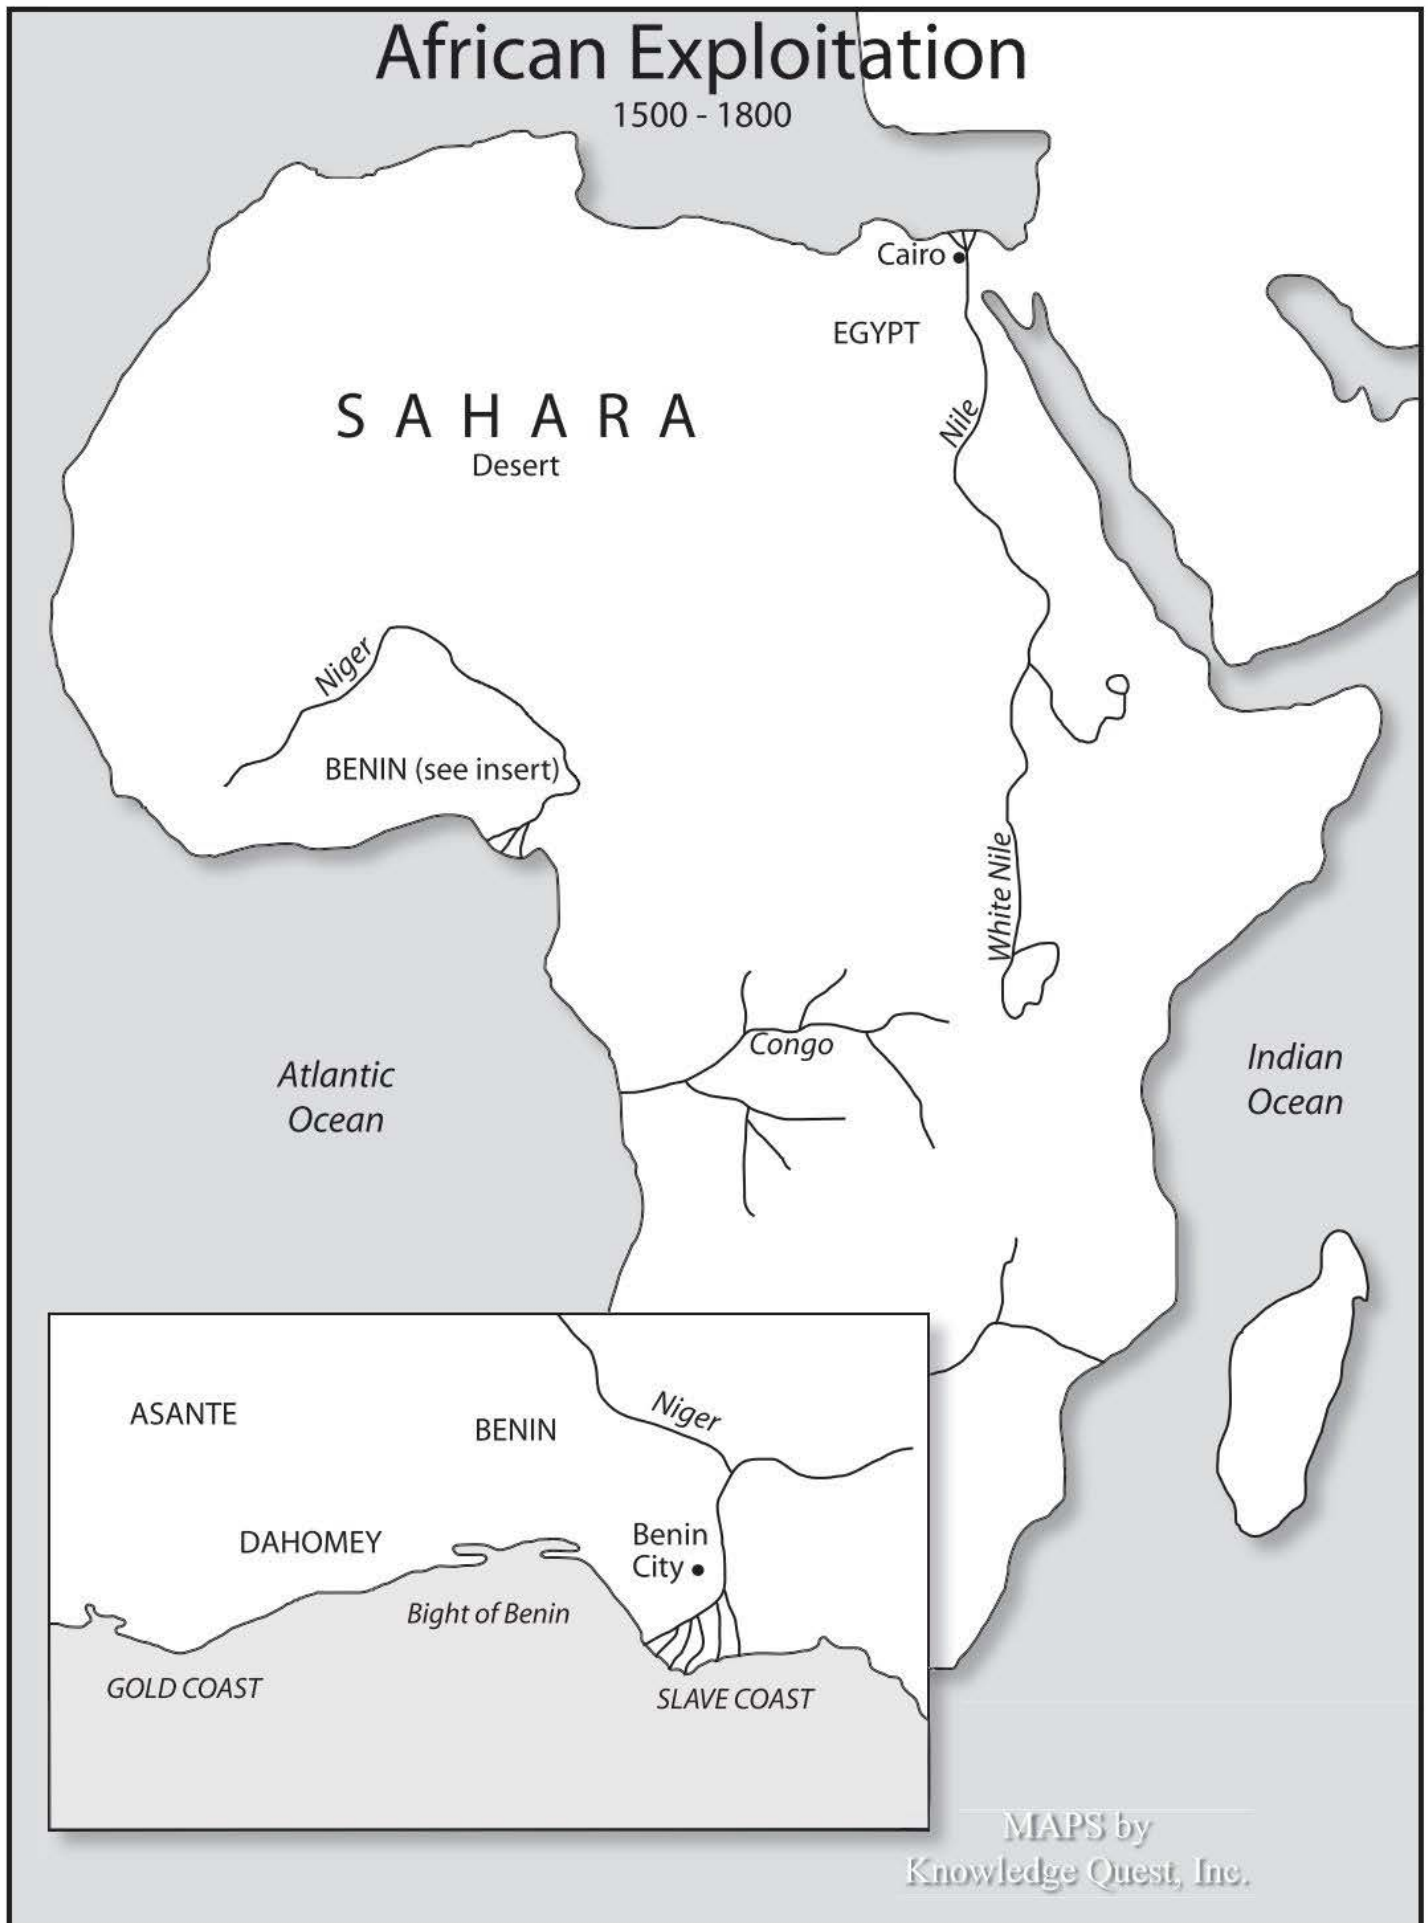 African Exploitation
1500 - 1800
Cairo
EGYPT
Nile
SAHARA
Desert
Niger
BENIN (see insert)
White Nile
Congo
Atlantic
Ocean
Indian
Ocean
ASANTE
BENIN
Niger
DAHOMEY
Benin
City
Bight of Benin
GOLD COAST
SLAVE COAST
MAPS by
Knowledge Quest, Inc.